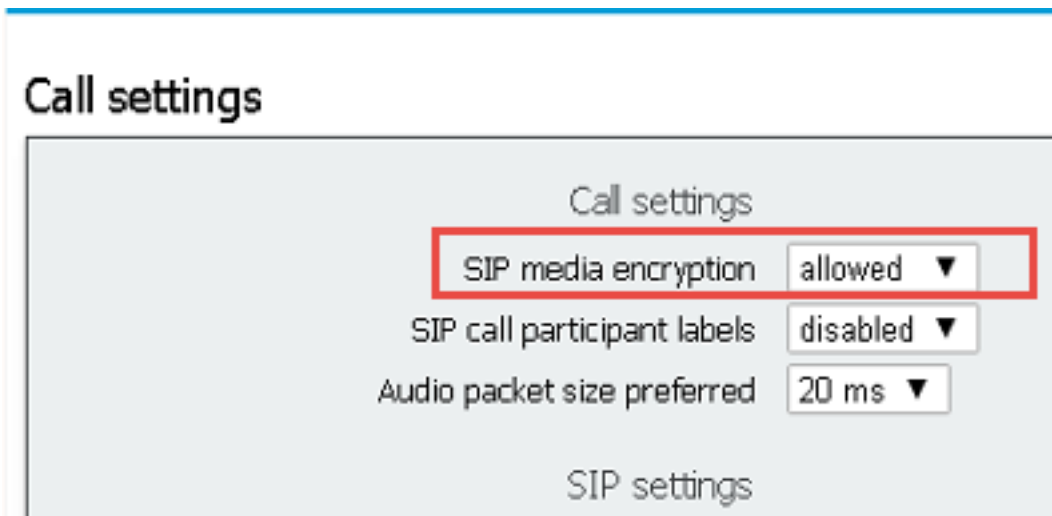 Call settings
Call settings
SIP media encryption allowed ▼
SIP call participant labels disabled ▼
Audio packet size preferred 20 ms ▼
SIP settings